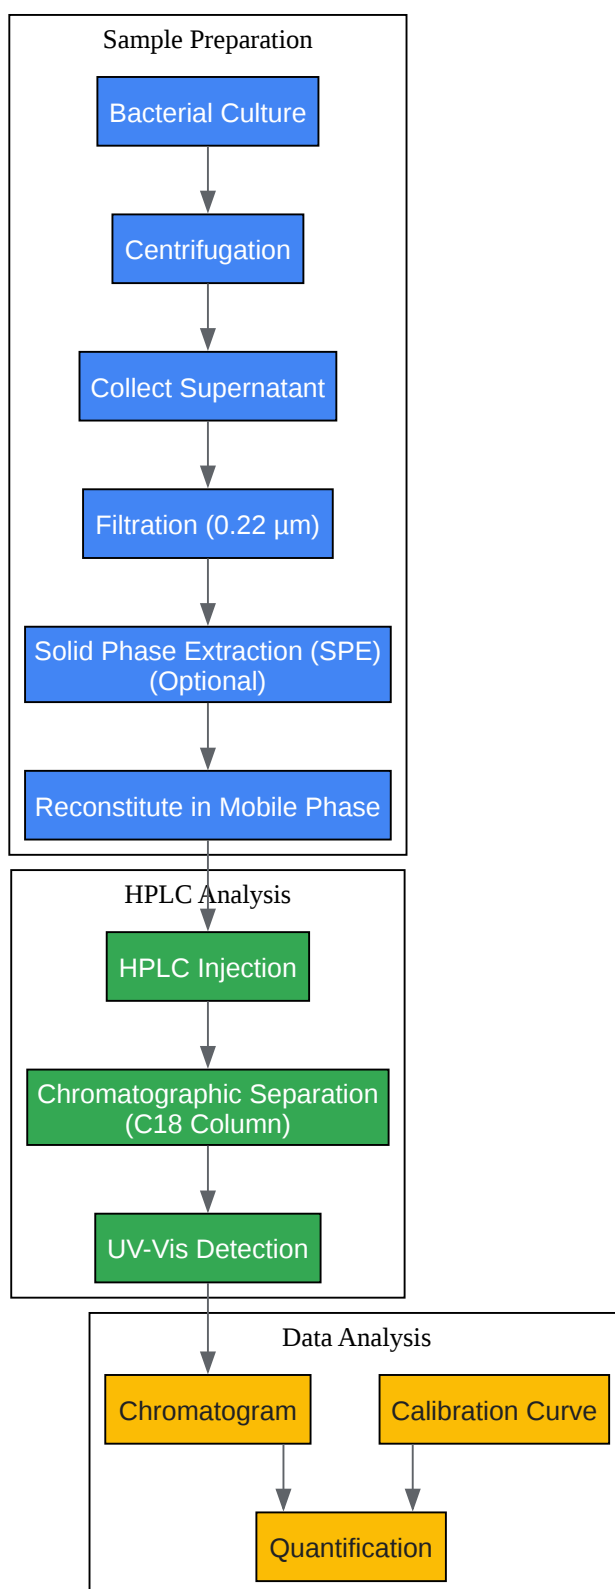 Sample Preparation
Bacterial Culture
Centrifugation
Collect Supernatant
Filtration (0.22 µm)
Solid Phase Extraction (SPE)
(Optional)
Reconstitute in Mobile Phase
HPLC Analysis
HPLC Injection
Chromatographic Separation
(C18 Column)
UV-Vis Detection
Data Analysis
Chromatogram
Calibration Curve
Quantification